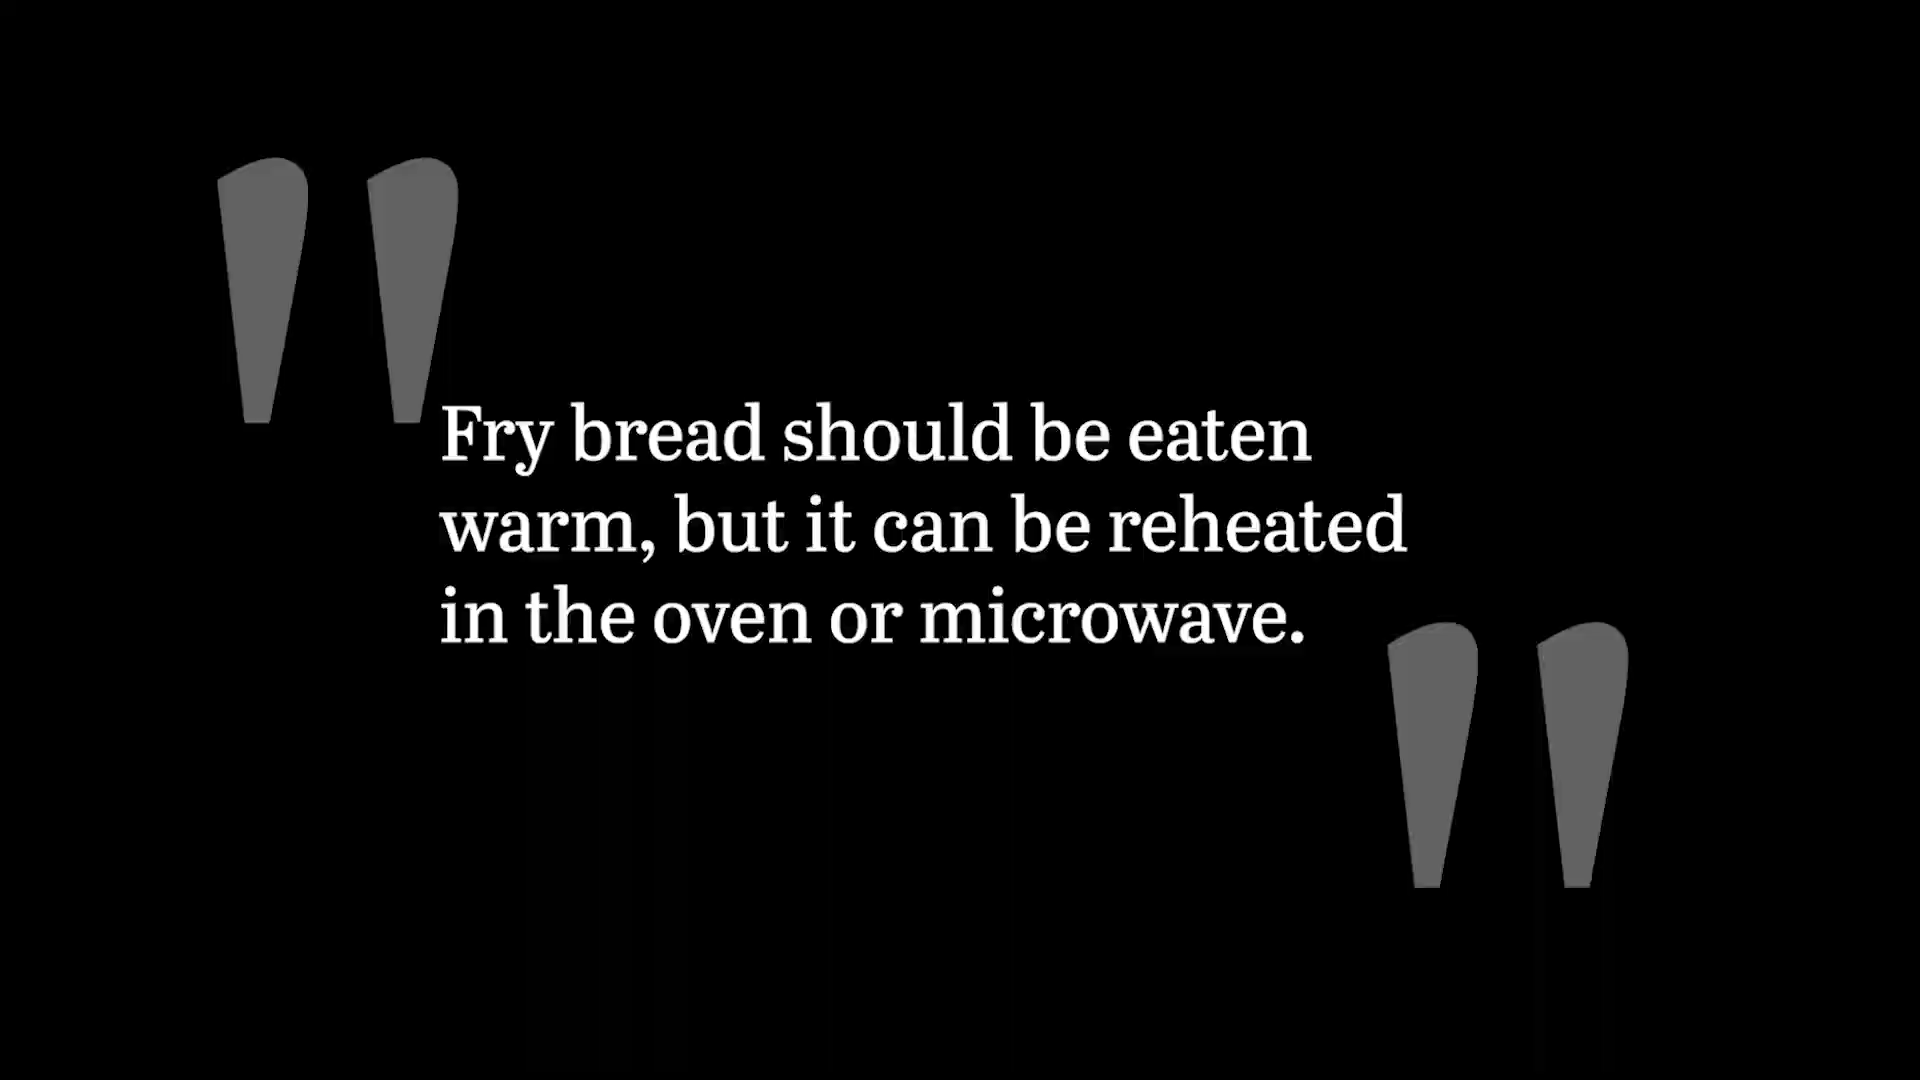 "Fry bread should be eaten
warm, but it can be reheated
in the oven or microwave."